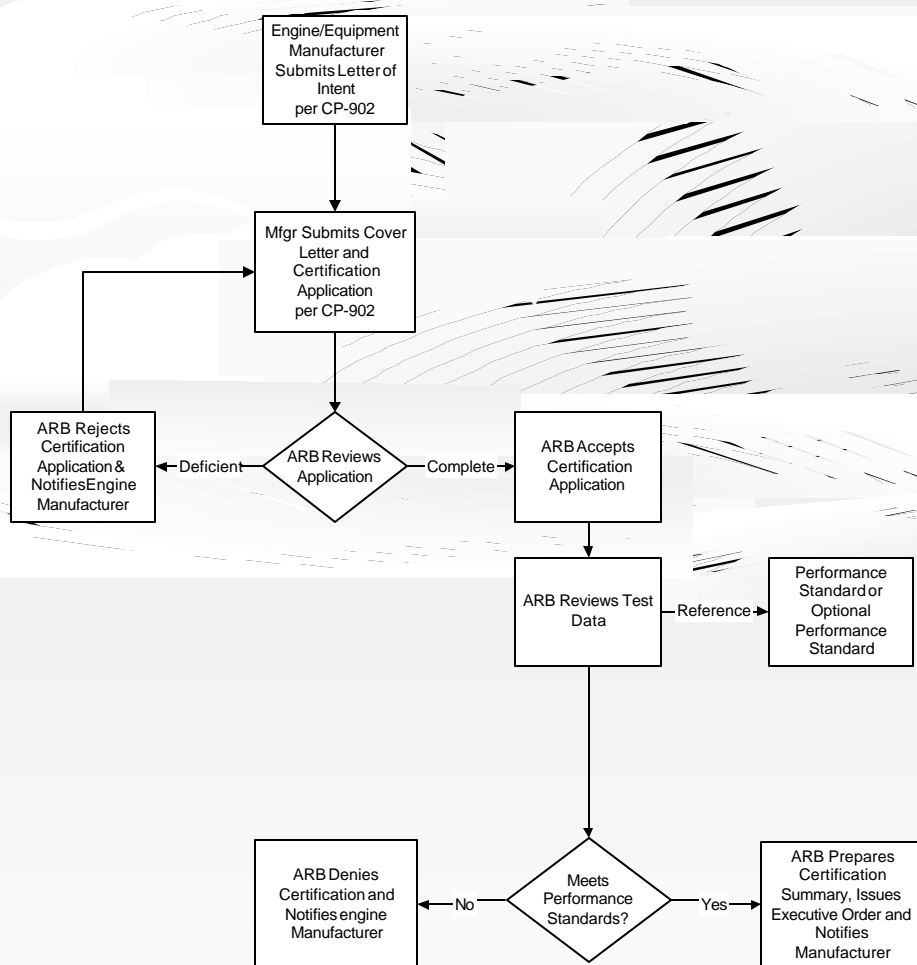 Engine/Equipment
Manufacturer
Submits Letter of
Intent
per CP-902
Mfgr Submits Cover
Letter and
Certification
Application
per CP-902
ARB Rejects
Certification
Application &
Notifies Engine
Manufacturer
Deficient
ARB Reviews
Application
Complete
ARB Accepts
Certification
Application
ARB Reviews Test
Data
Reference
Performance
Standard or
Optional
Performance
Standard
ARB Denies
Certification and
Notifies engine
Manufacturer
No
Meets
Performance
Standards?
Yes
ARB Prepares
Certification
Summary, Issues
Executive Order and
Notifies
Manufacturer